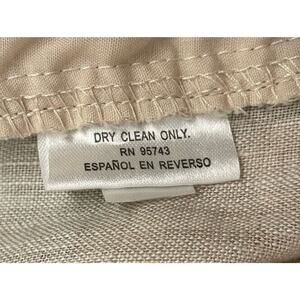 DRY CLEAN ONLY.
RN 95743
ESPAÑOL EN REVERSO